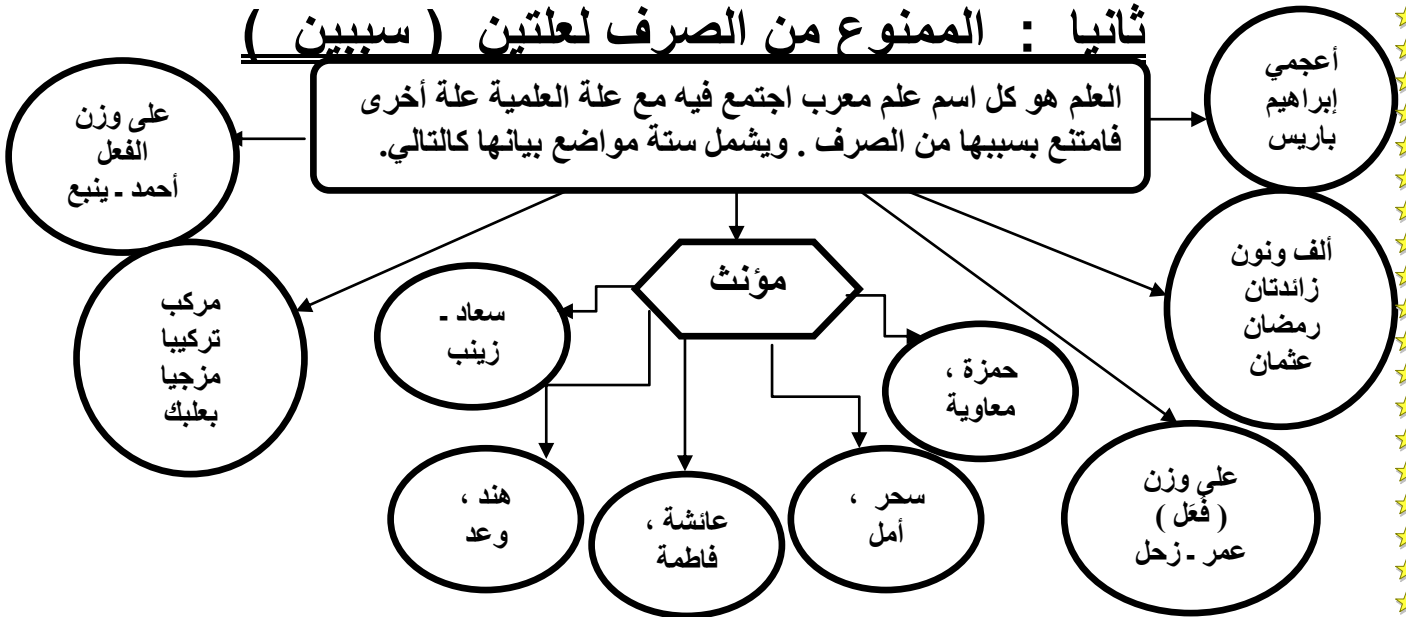 ثانيا : الممنوع من الصرف لعلتين ( سببين )
العلم هو كل اسم علم معرب اجتمع فيه مع علة العلمية علة أخرى
فامتنع بسببها من الصرف . ويشمل ستة مواضع بيانها كالتالي.
أعجمي
إبراهيم
باريس
على وزن
الفعل
أحمد ـ ينبع
ألف ونون
زائدتان
رمضان
عثمان
مؤنث
مركب
تركيبا
مزجيا
بعلبك
سعاد ـ
زينب
حمزة ،
معاوية
على وزن
( فُعَل )
عمر ـ زحل
سحر ،
أمل
عائشة ،
فاطمة
هند ،
وعد